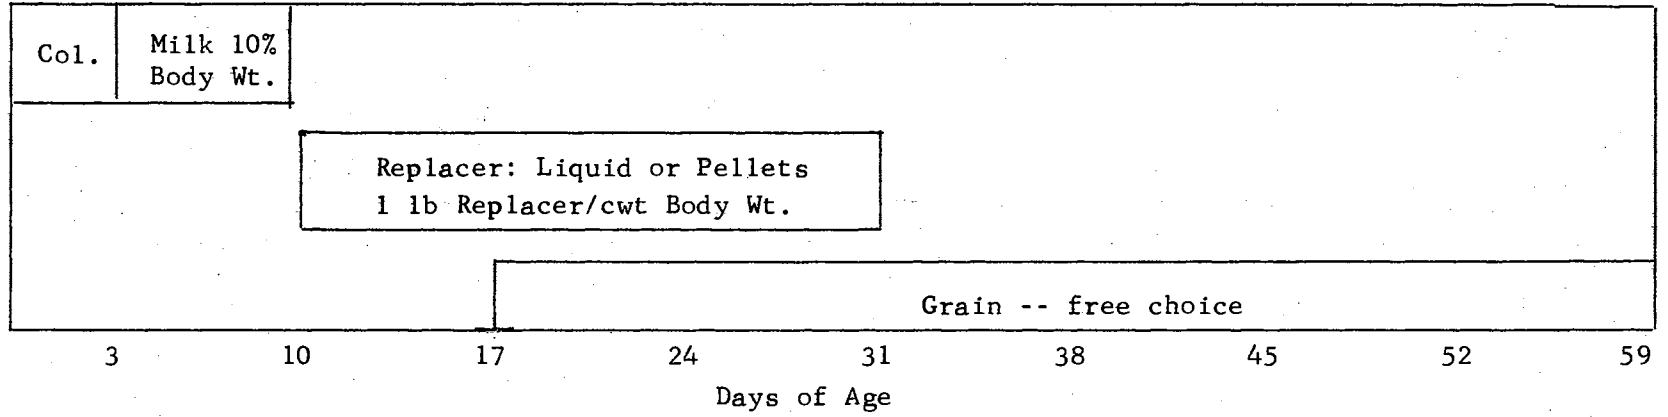 Col.
Milk 10%
Body Wt.
Replacer: Liquid or Pellets
1 lb Replacer/cwt Body Wt.
Grain -- free choice
3 10 17 24 31 38 45 52 59
Days of Age